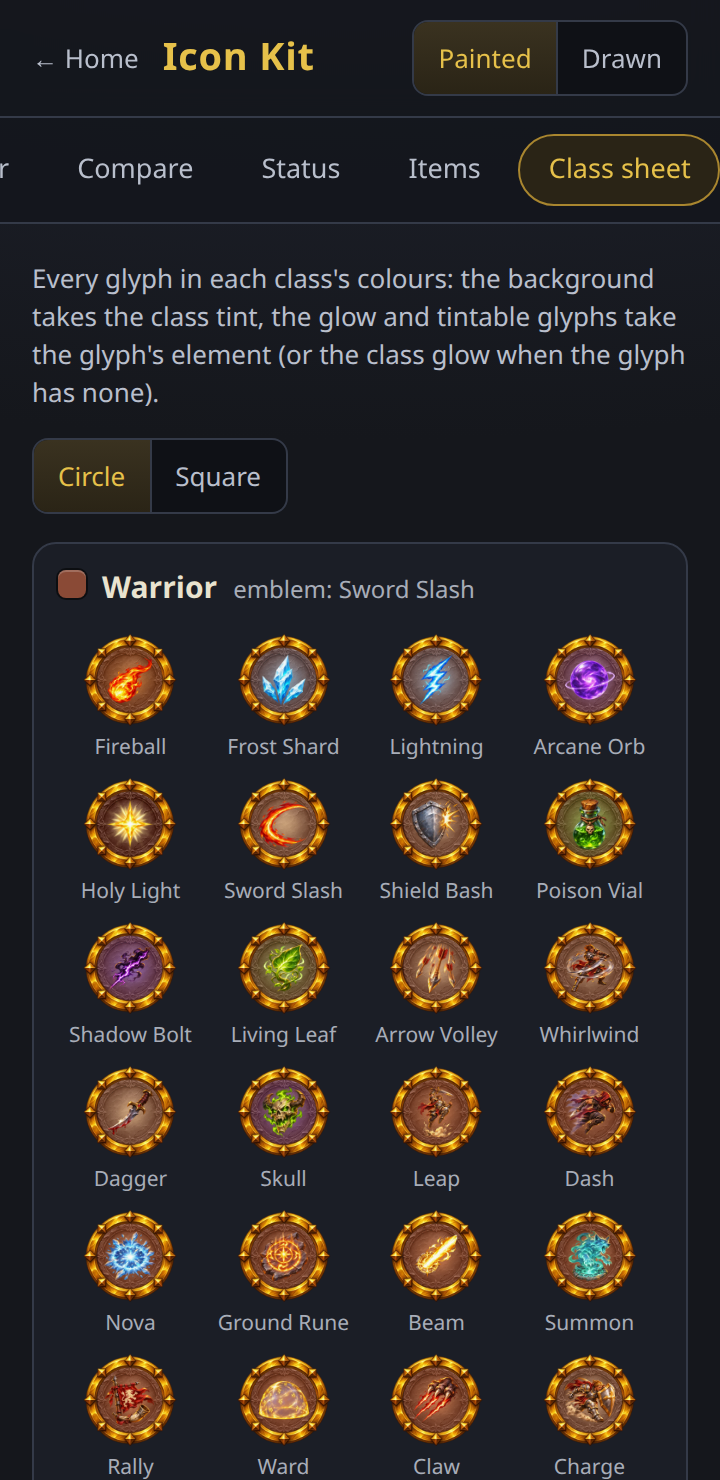 ← Home Icon Kit Painted Drawn
r Compare Status Items Class sheet
Every glyph in each class's colours: the background
takes the class tint, the glow and tintable glyphs take
the glyph's element (or the class glow when the glyph
has none).
Circle Square
Warrior emblem: Sword Slash
Fireball Frost Shard Lightning Arcane Orb
Holy Light Sword Slash Shield Bash Poison Vial
Shadow Bolt Living Leaf Arrow Volley Whirlwind
Dagger Skull Leap Dash
Nova Ground Rune Beam Summon
Rally Ward Claw Charge